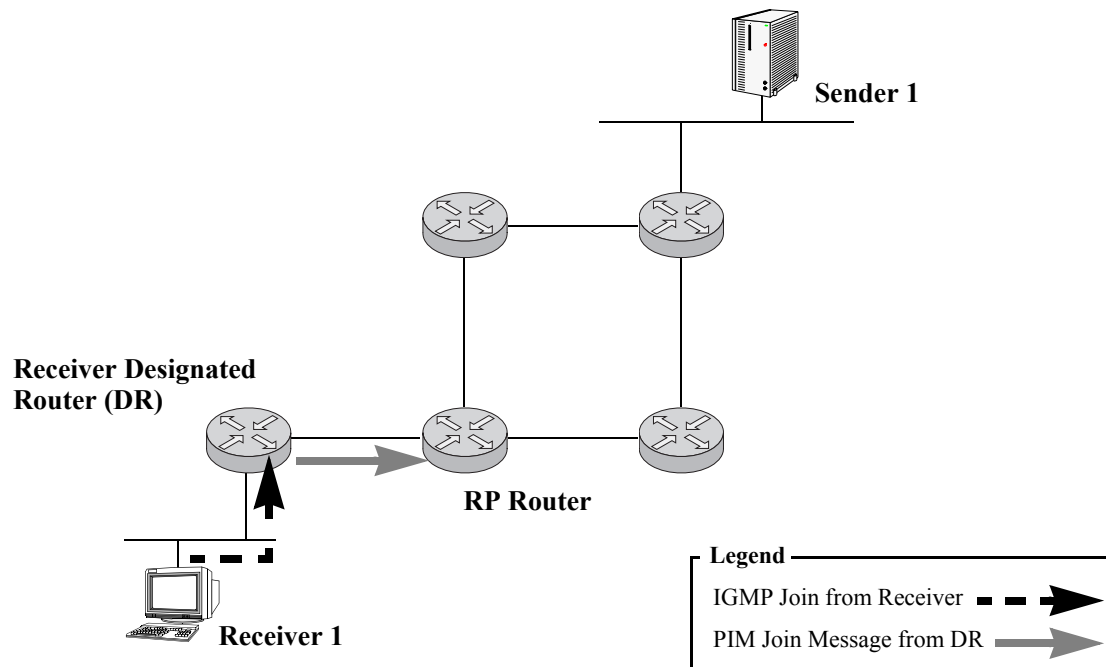 Sender 1
Receiver Designated
Router (DR)
RP Router
Receiver 1
Legend
IGMP Join from Receiver
PIM Join Message from DR